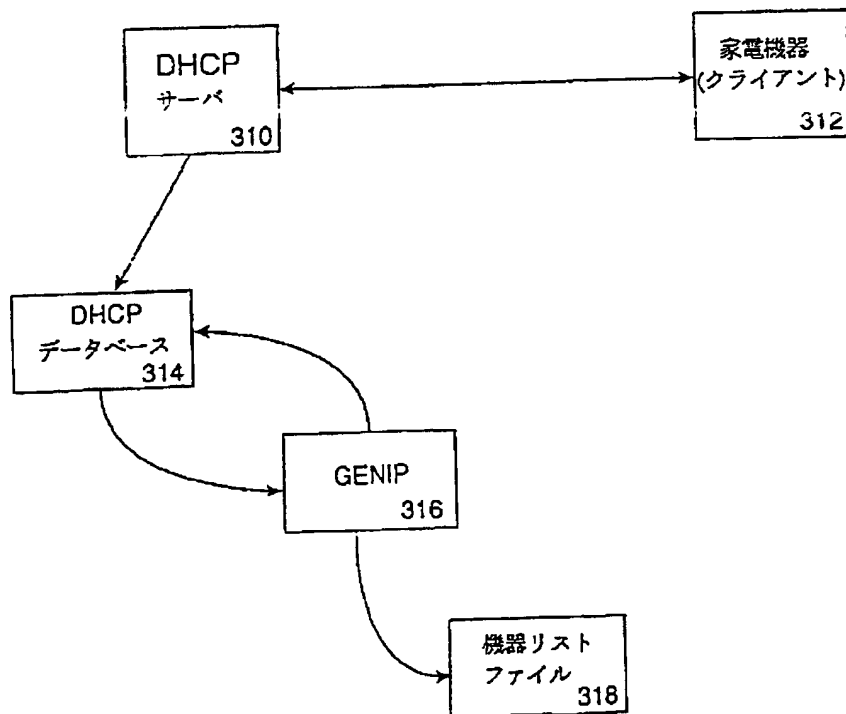 DHCP
サーバ
310
家電機器
(クライアント)
312
DHCP
データベース
314
GENIP
316
機器リスト
ファイル
318